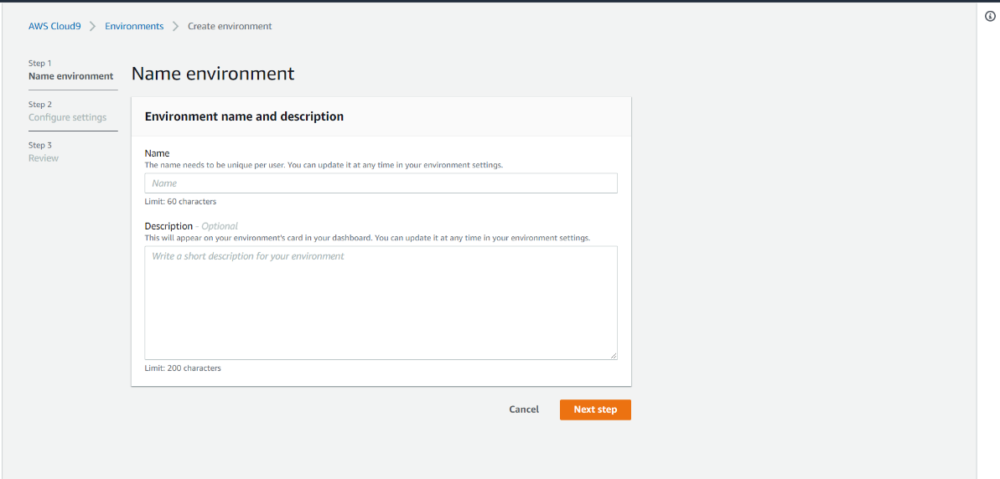 AWS Cloud9 Environments Create environment
Step 1
Name environment
Step 2
Configure settings
Step 3
Review
Name environment
Environment name and description
Name
The name needs to be unique per user. You can update it at any time in your environment settings.
Name
Limit: 60 characters
Description - Optional
This will appear on your environment's card in your dashboard. You can update it at any time in your environment settings.
Write a short description for your environment
Limit: 200 characters
Cancel Next step